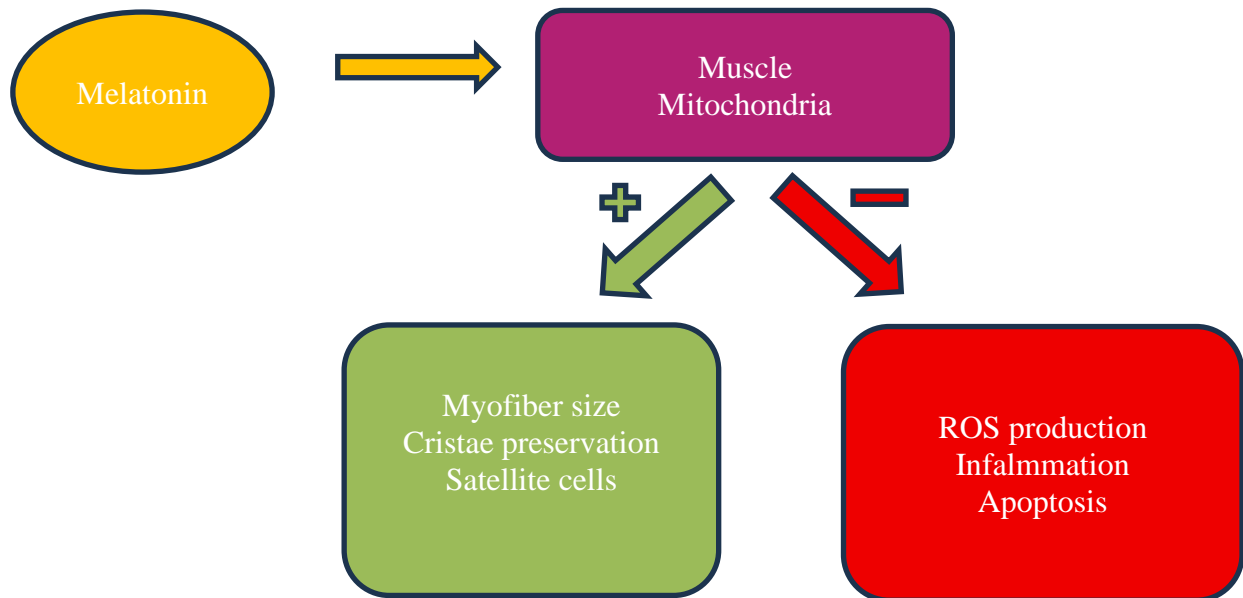 Melatonin
Muscle
Mitochondria
Myofiber size
Cristae preservation
Satellite cells
ROS production
Infalmmation
Apoptosis